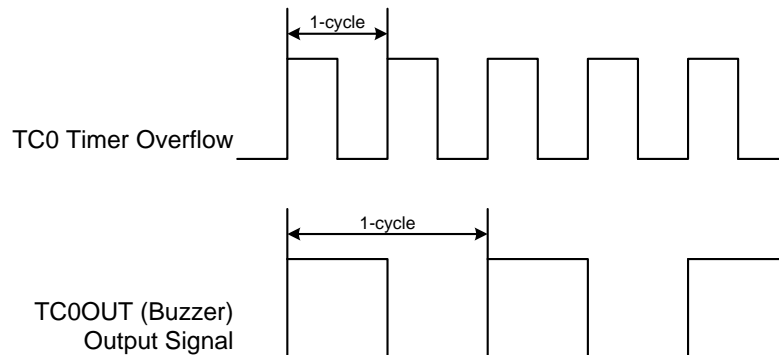 1-cycle
TC0 Timer Overflow
1-cycle
TC0OUT (Buzzer)
Output Signal